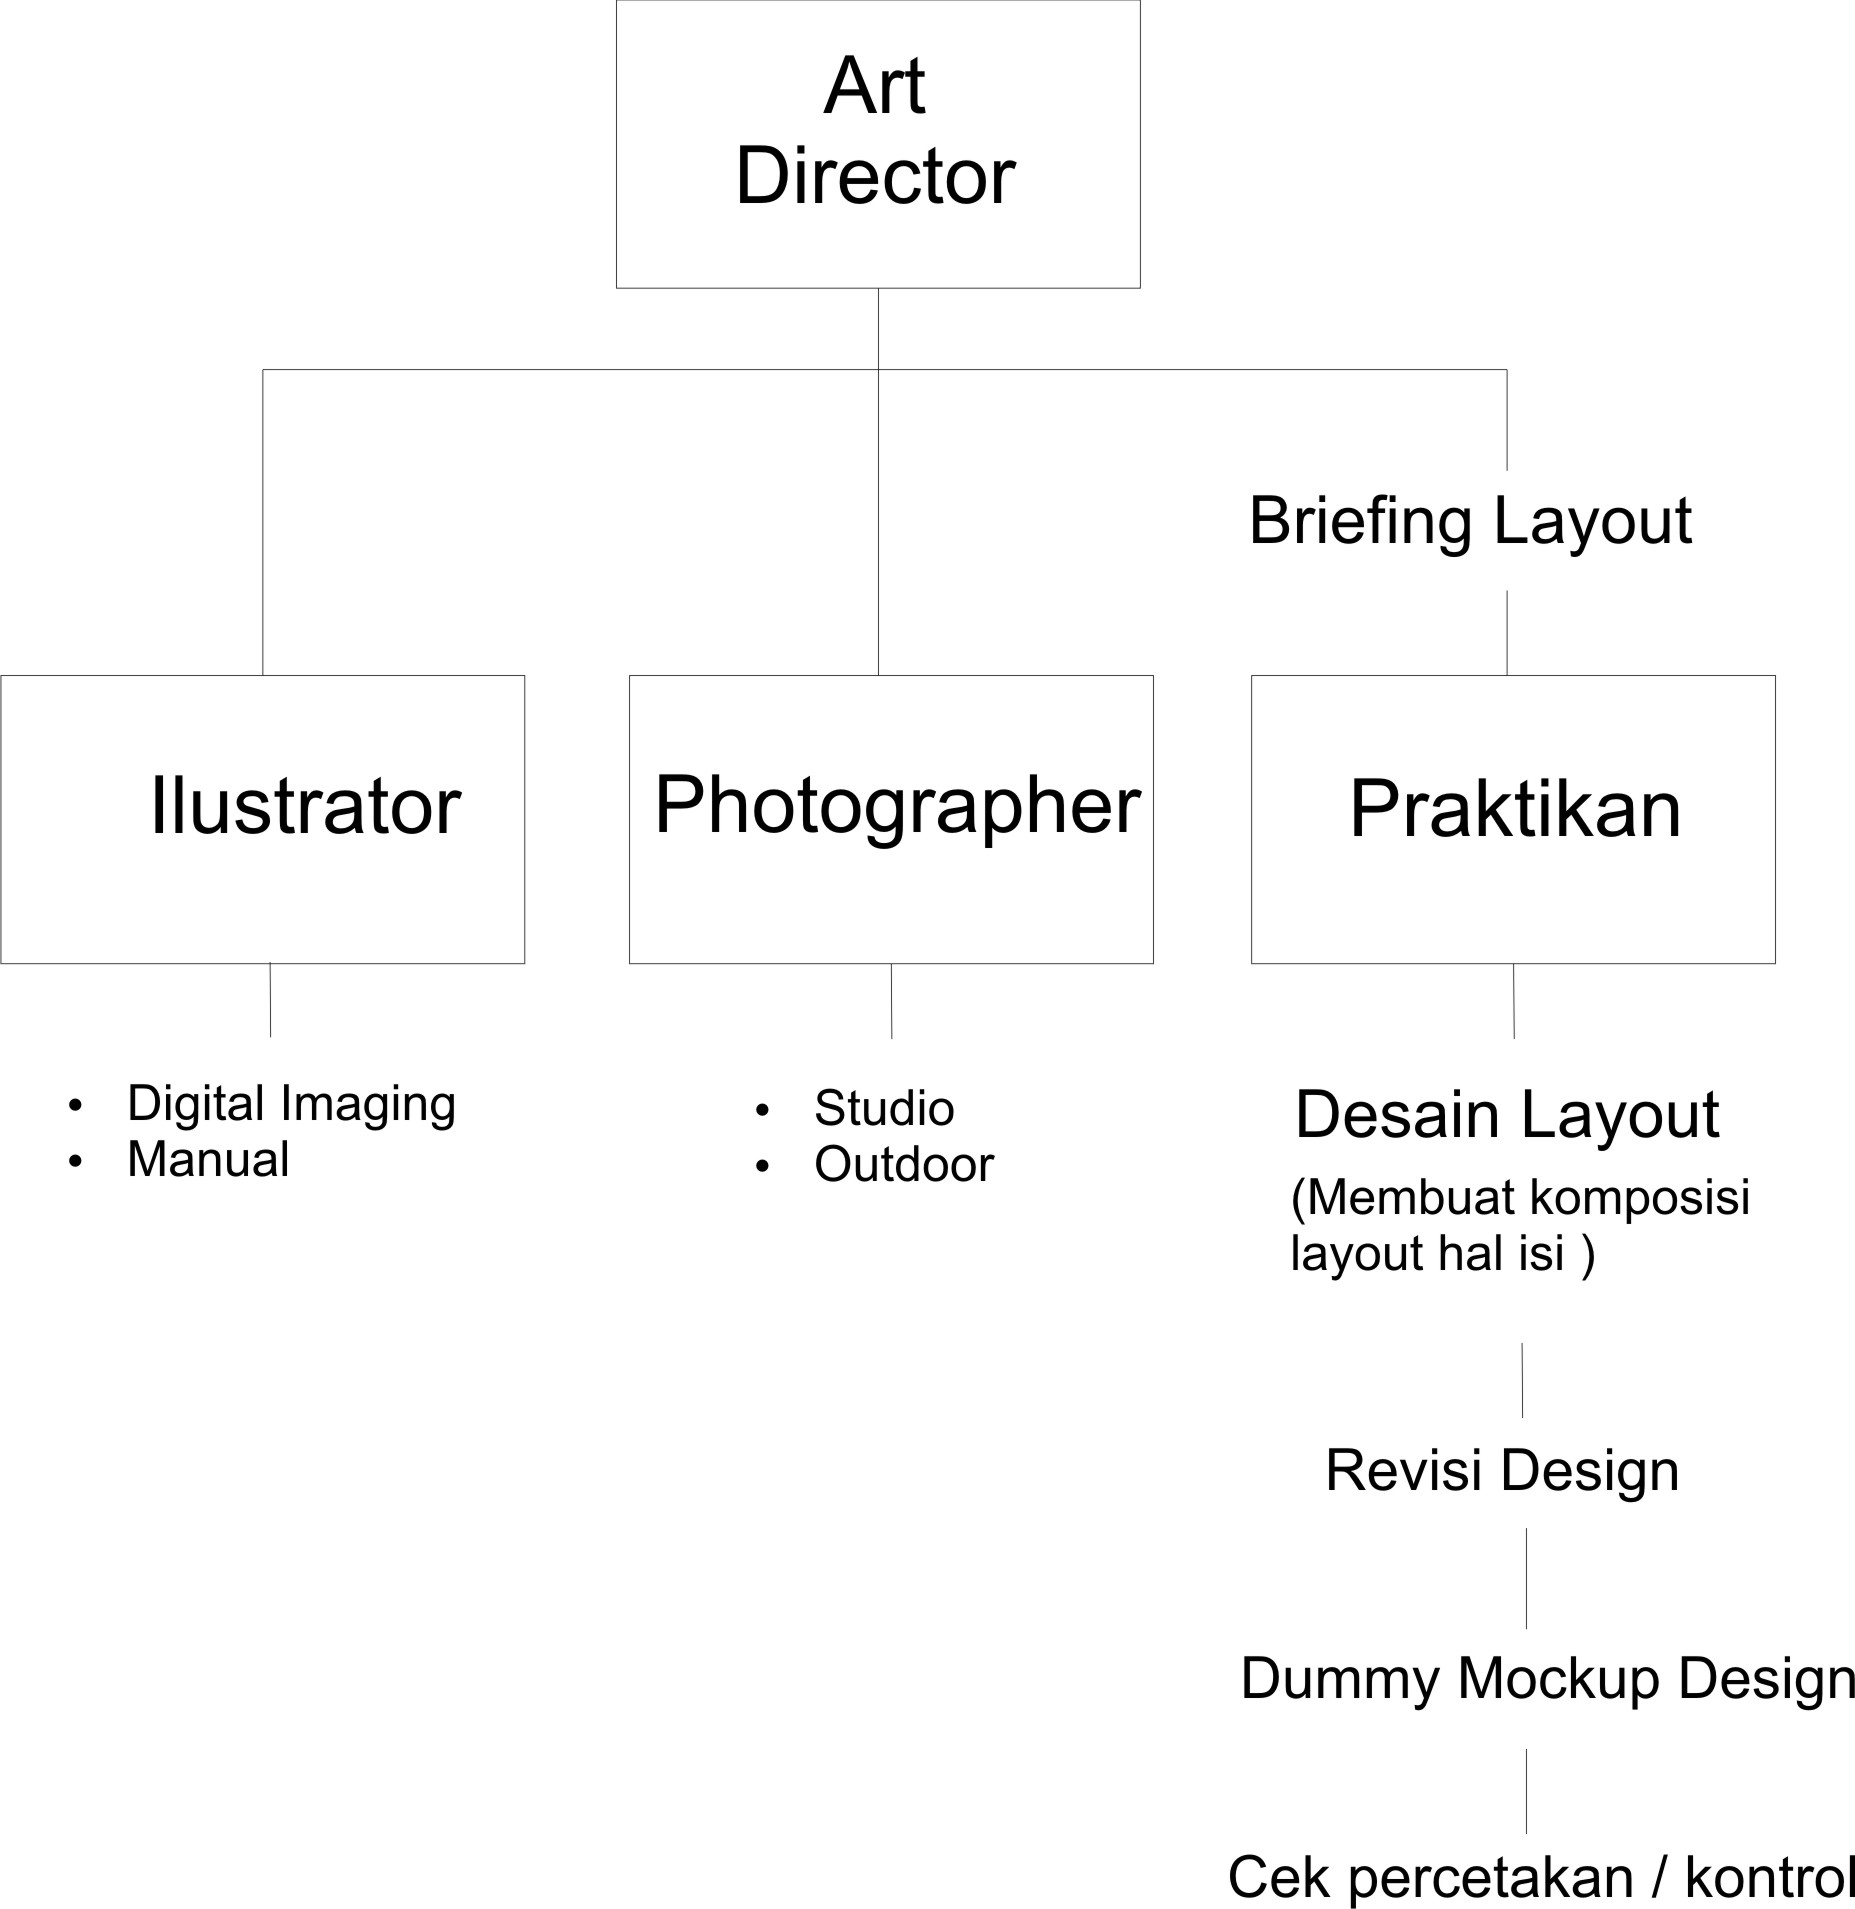 Art
Director
Briefing Layout
Ilustrator
Photographer
Praktikan
• Digital Imaging
• Manual
• Studio
• Outdoor
Desain Layout
(Membuat komposisi
layout hal isi )
Revisi Design
Dummy Mockup Design
Cek percetakan / kontrol